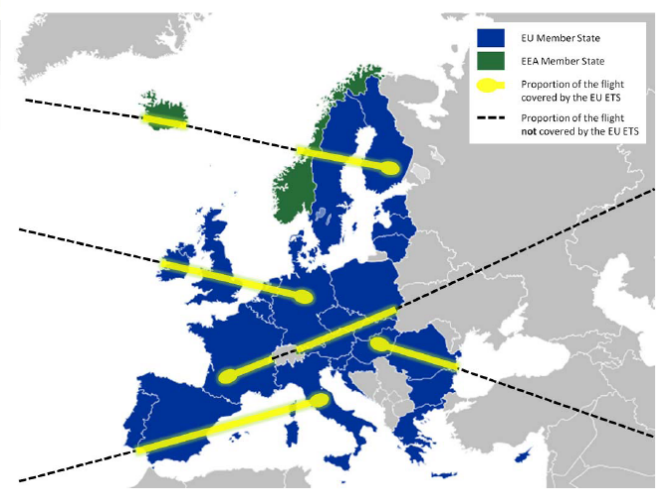 EU Member State
EEA Member State
Proportion of the flight
covered by the EU ETS
Proportion of the flight
not covered by the EU ETS